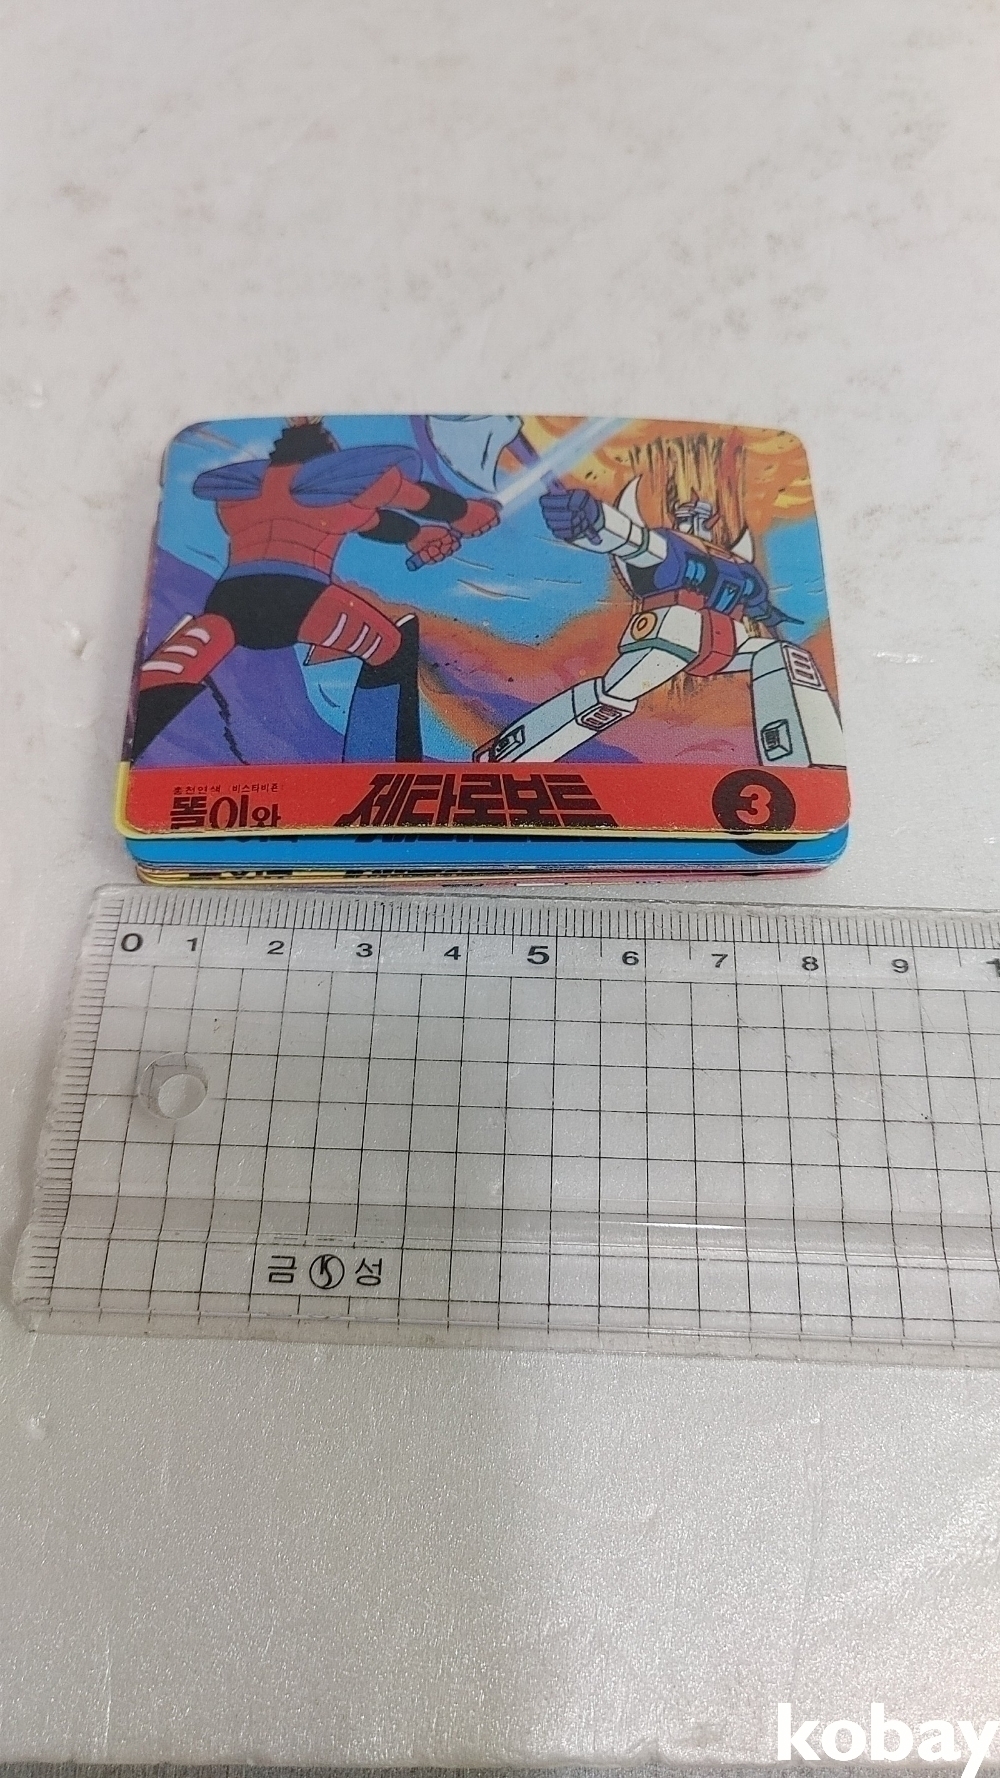 총천연색 비스타비죤
똘이와 제타로보트 3
0 1 2 3 4 5 6 7 8 9 1
금 성
kobay